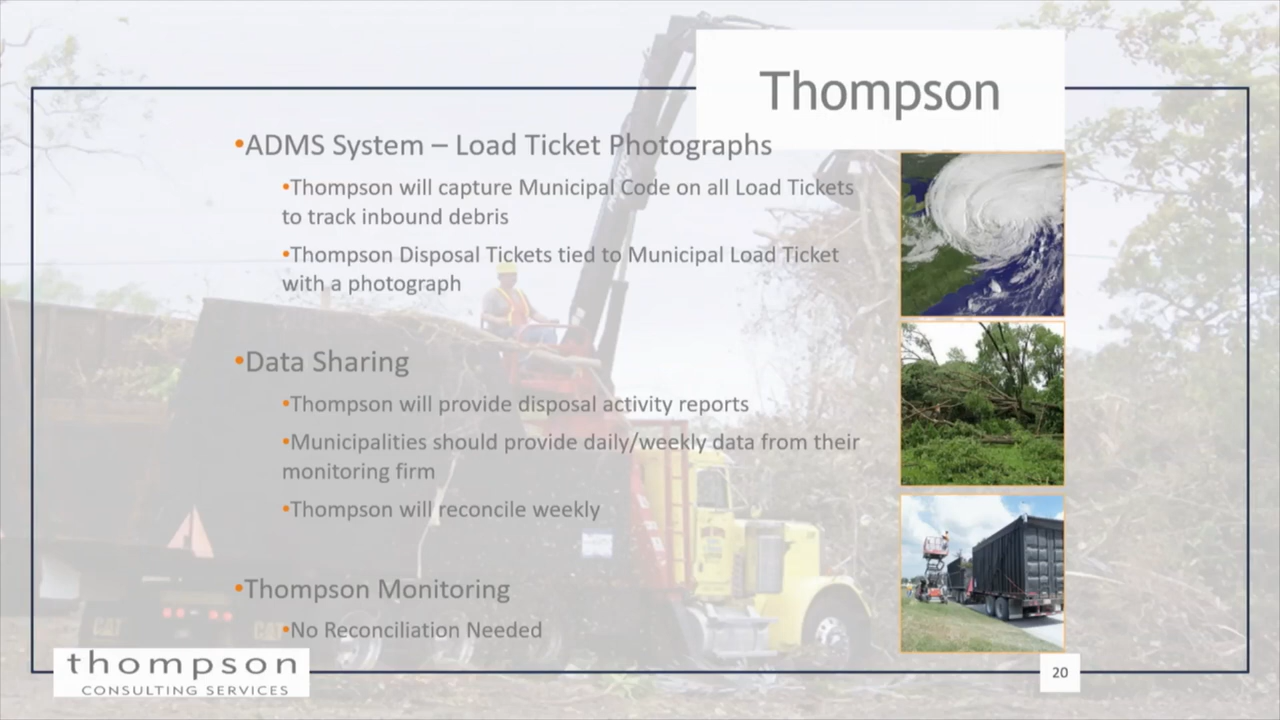 Thompson
•ADMS System – Load Ticket Photographs
•Thompson will capture Municipal Code on all Load Tickets
to track inbound debris
•Thompson Disposal Tickets tied to Municipal Load Ticket
with a photograph
•Data Sharing
•Thompson will provide disposal activity reports
•Municipalities should provide daily/weekly data from their
monitoring firm
•Thompson will reconcile weekly
•Thompson Monitoring
•No Reconciliation Needed
CAT
CAT
thompson
CONSULTING SERVICES
20